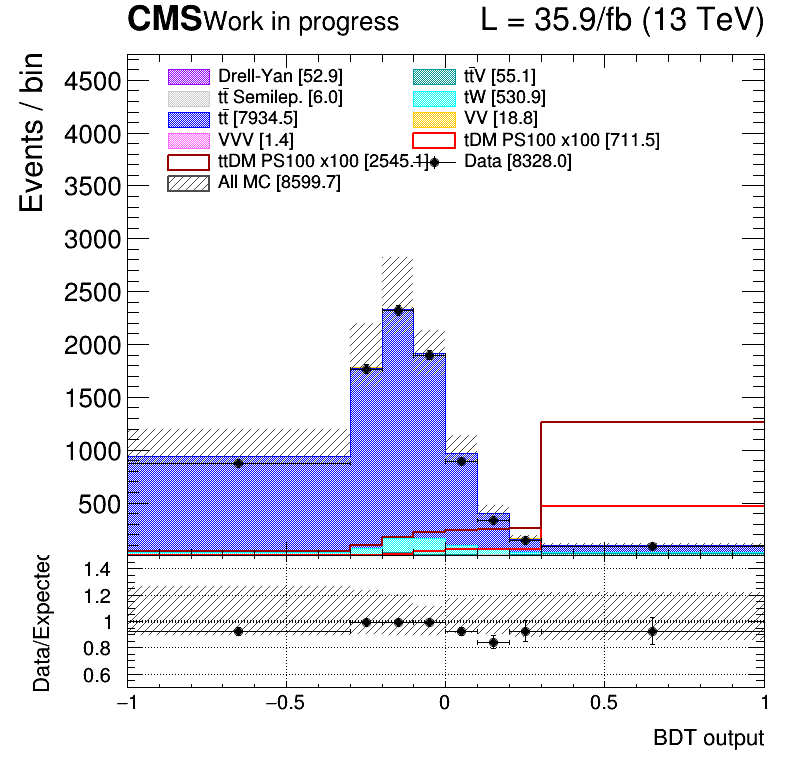 CMS Work in progress L = 35.9/fb (13 TeV)
Events / bin
Drell-Yan [52.9] tt̄V [55.1]
tt̄ Semilep. [6.0] tW [530.9]
tt̄ [7934.5] VV [18.8]
VVV [1.4] tDM PS100 x100 [711.5]
ttDM PS100 x100 [2545.1] Data [8328.0]
All MC [8599.7]
4500
4000
3500
3000
2500
2000
1500
1000
500
Data/Expected
1.4
1.2
1
0.8
0.6
−1 −0.5 0 0.5 1
BDT output